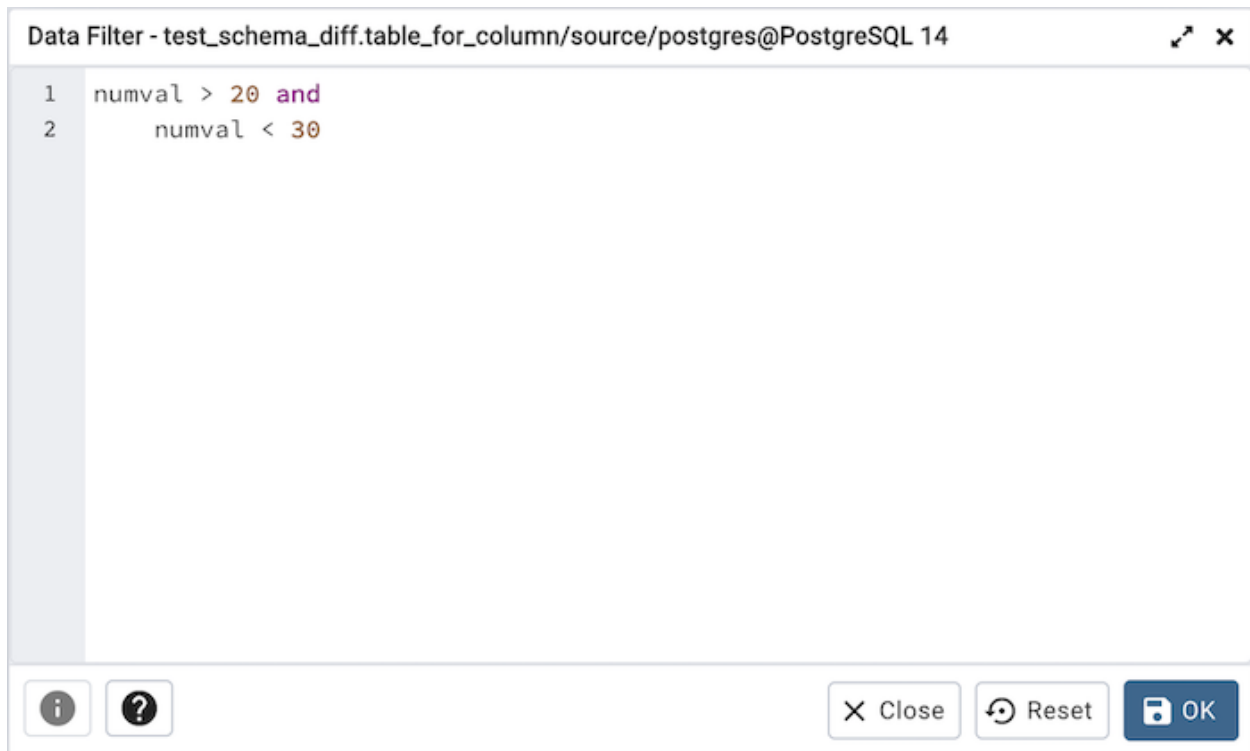 Data Filter - test_schema_diff.table_for_column/source/postgres@PostgreSQL 14
1 numval > 20 and
2 numval < 30
Close Reset OK